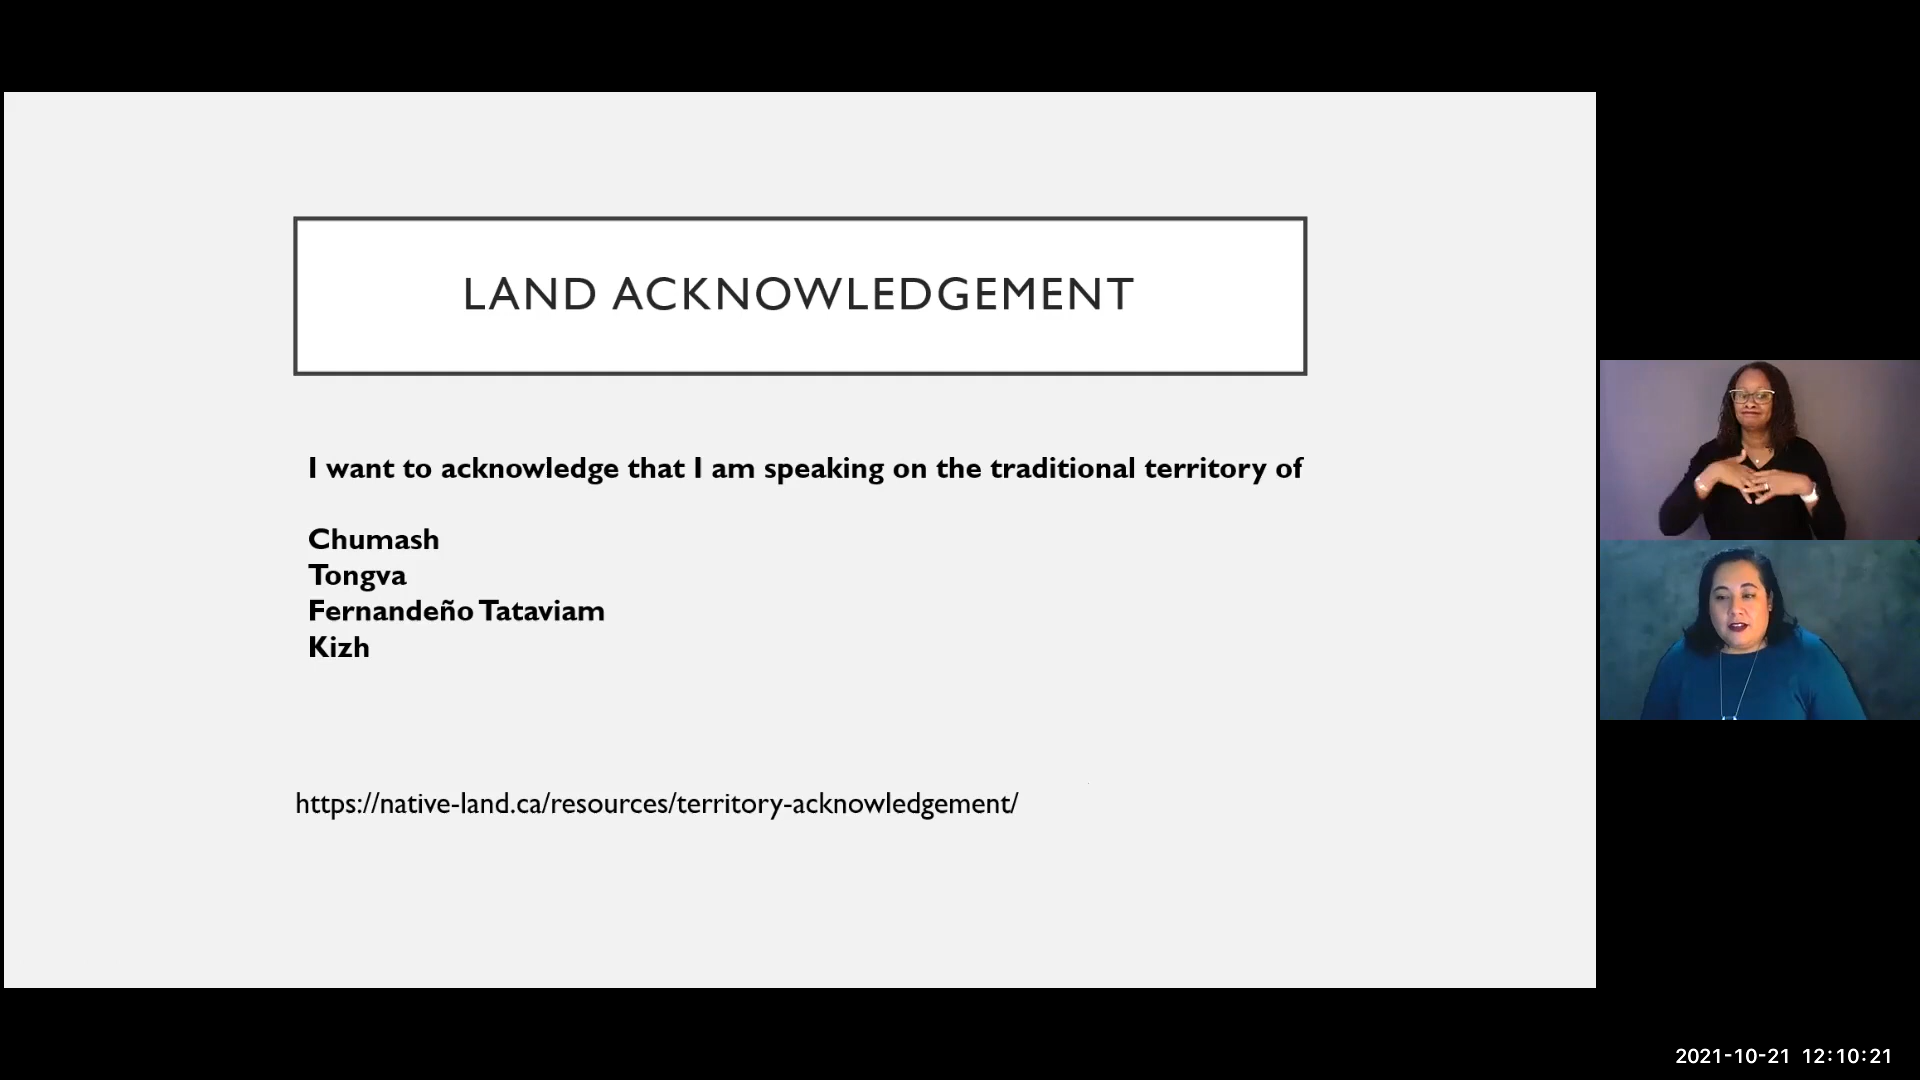 LAND ACKNOWLEDGEMENT
I want to acknowledge that I am speaking on the traditional territory of
Chumash
Tongva
Fernandeño Tataviam
Kizh
https://native-land.ca/resources/territory-acknowledgement/
2021-10-21 12:10:21